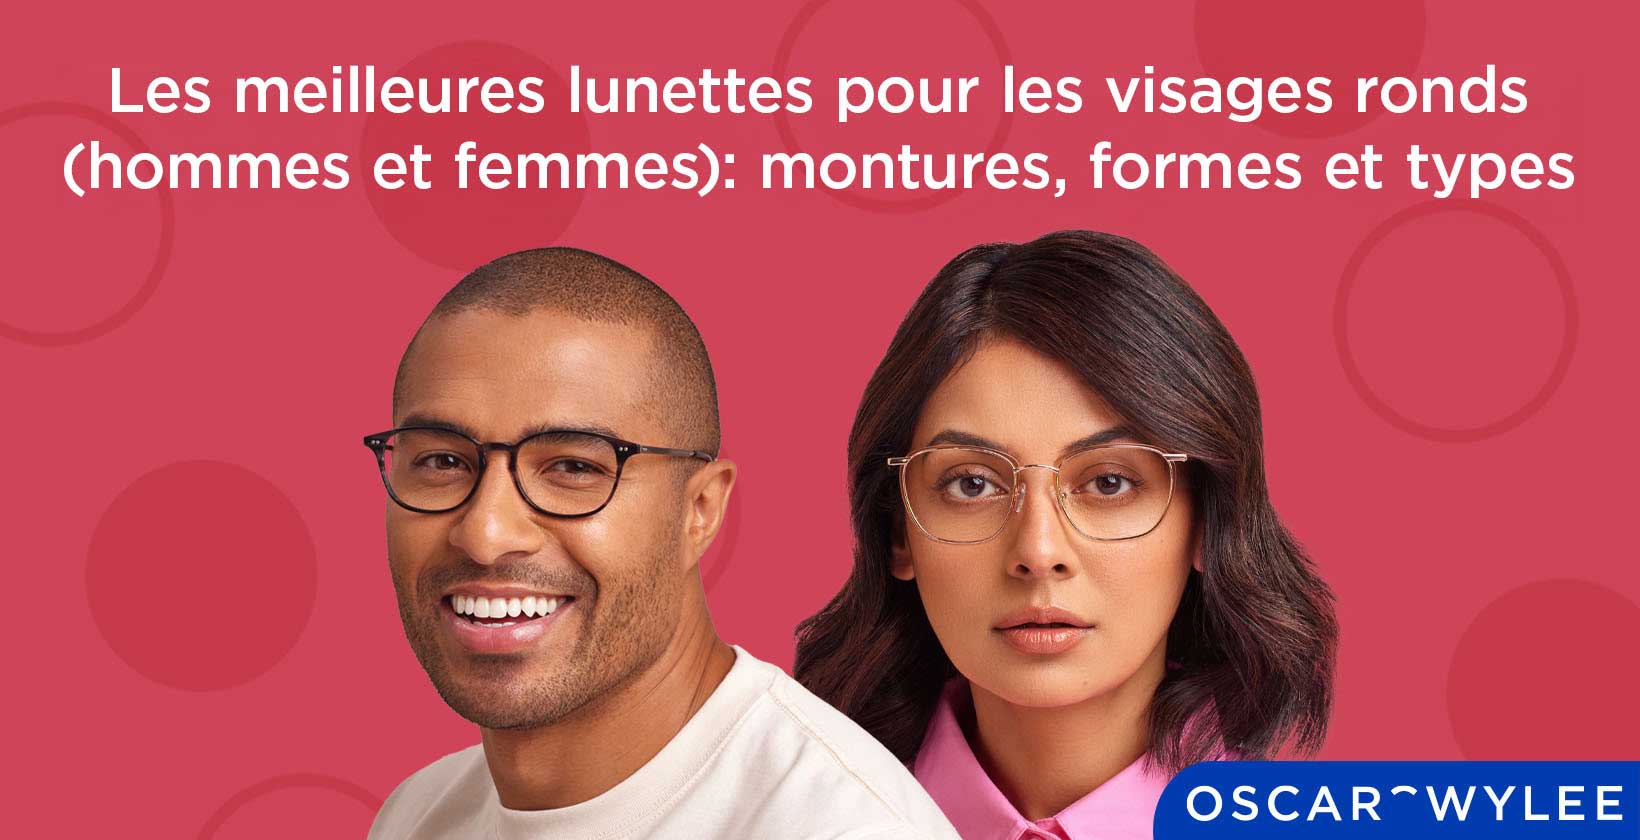 Les meilleures lunettes pour les visages ronds
(hommes et femmes): montures, formes et types
OSCAR WYLEE